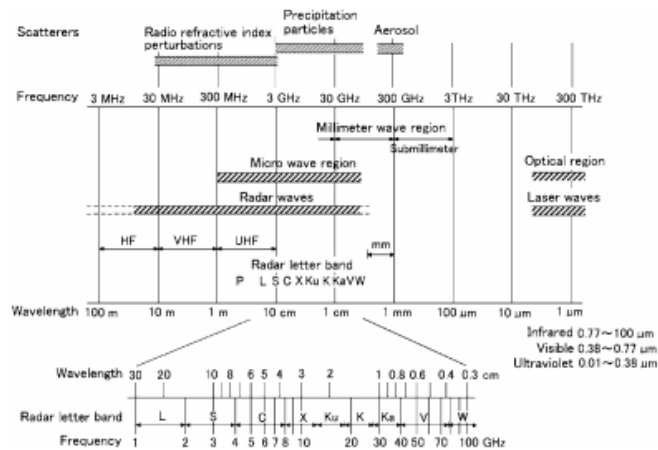 Precipitation
Scatterers Radio refractive index particles Aerosol
perturbations
Frequency 3 MHz 30 MHz 300 MHz 3 GHz 30 GHz 300 GHz 3THz 30 THz 300 THz
Millimeter wave region
Submillimeter
Micro wave region Optical region
Radar waves Laser waves
HF VHF UHF mm
Radar letter band
P L S C X Ku K Ka V W
Wavelength 100 m 10 m 1 m 10 cm 1 cm 1 mm 100 μm 10 μm 1 μm
Infrared 0.77～100 μm
Visible 0.38～0.77 μm
Ultraviolet 0.01～0.38 μm
Wavelength 30 20 10 8 6 5 4 3 2 1 0.8 0.6 0.4 0.3 cm
Radar letter band L S C X Ku K Ka V W
Frequency 1 2 3 4 5 6 7 8 10 20 30 40 50 70 100 GHz